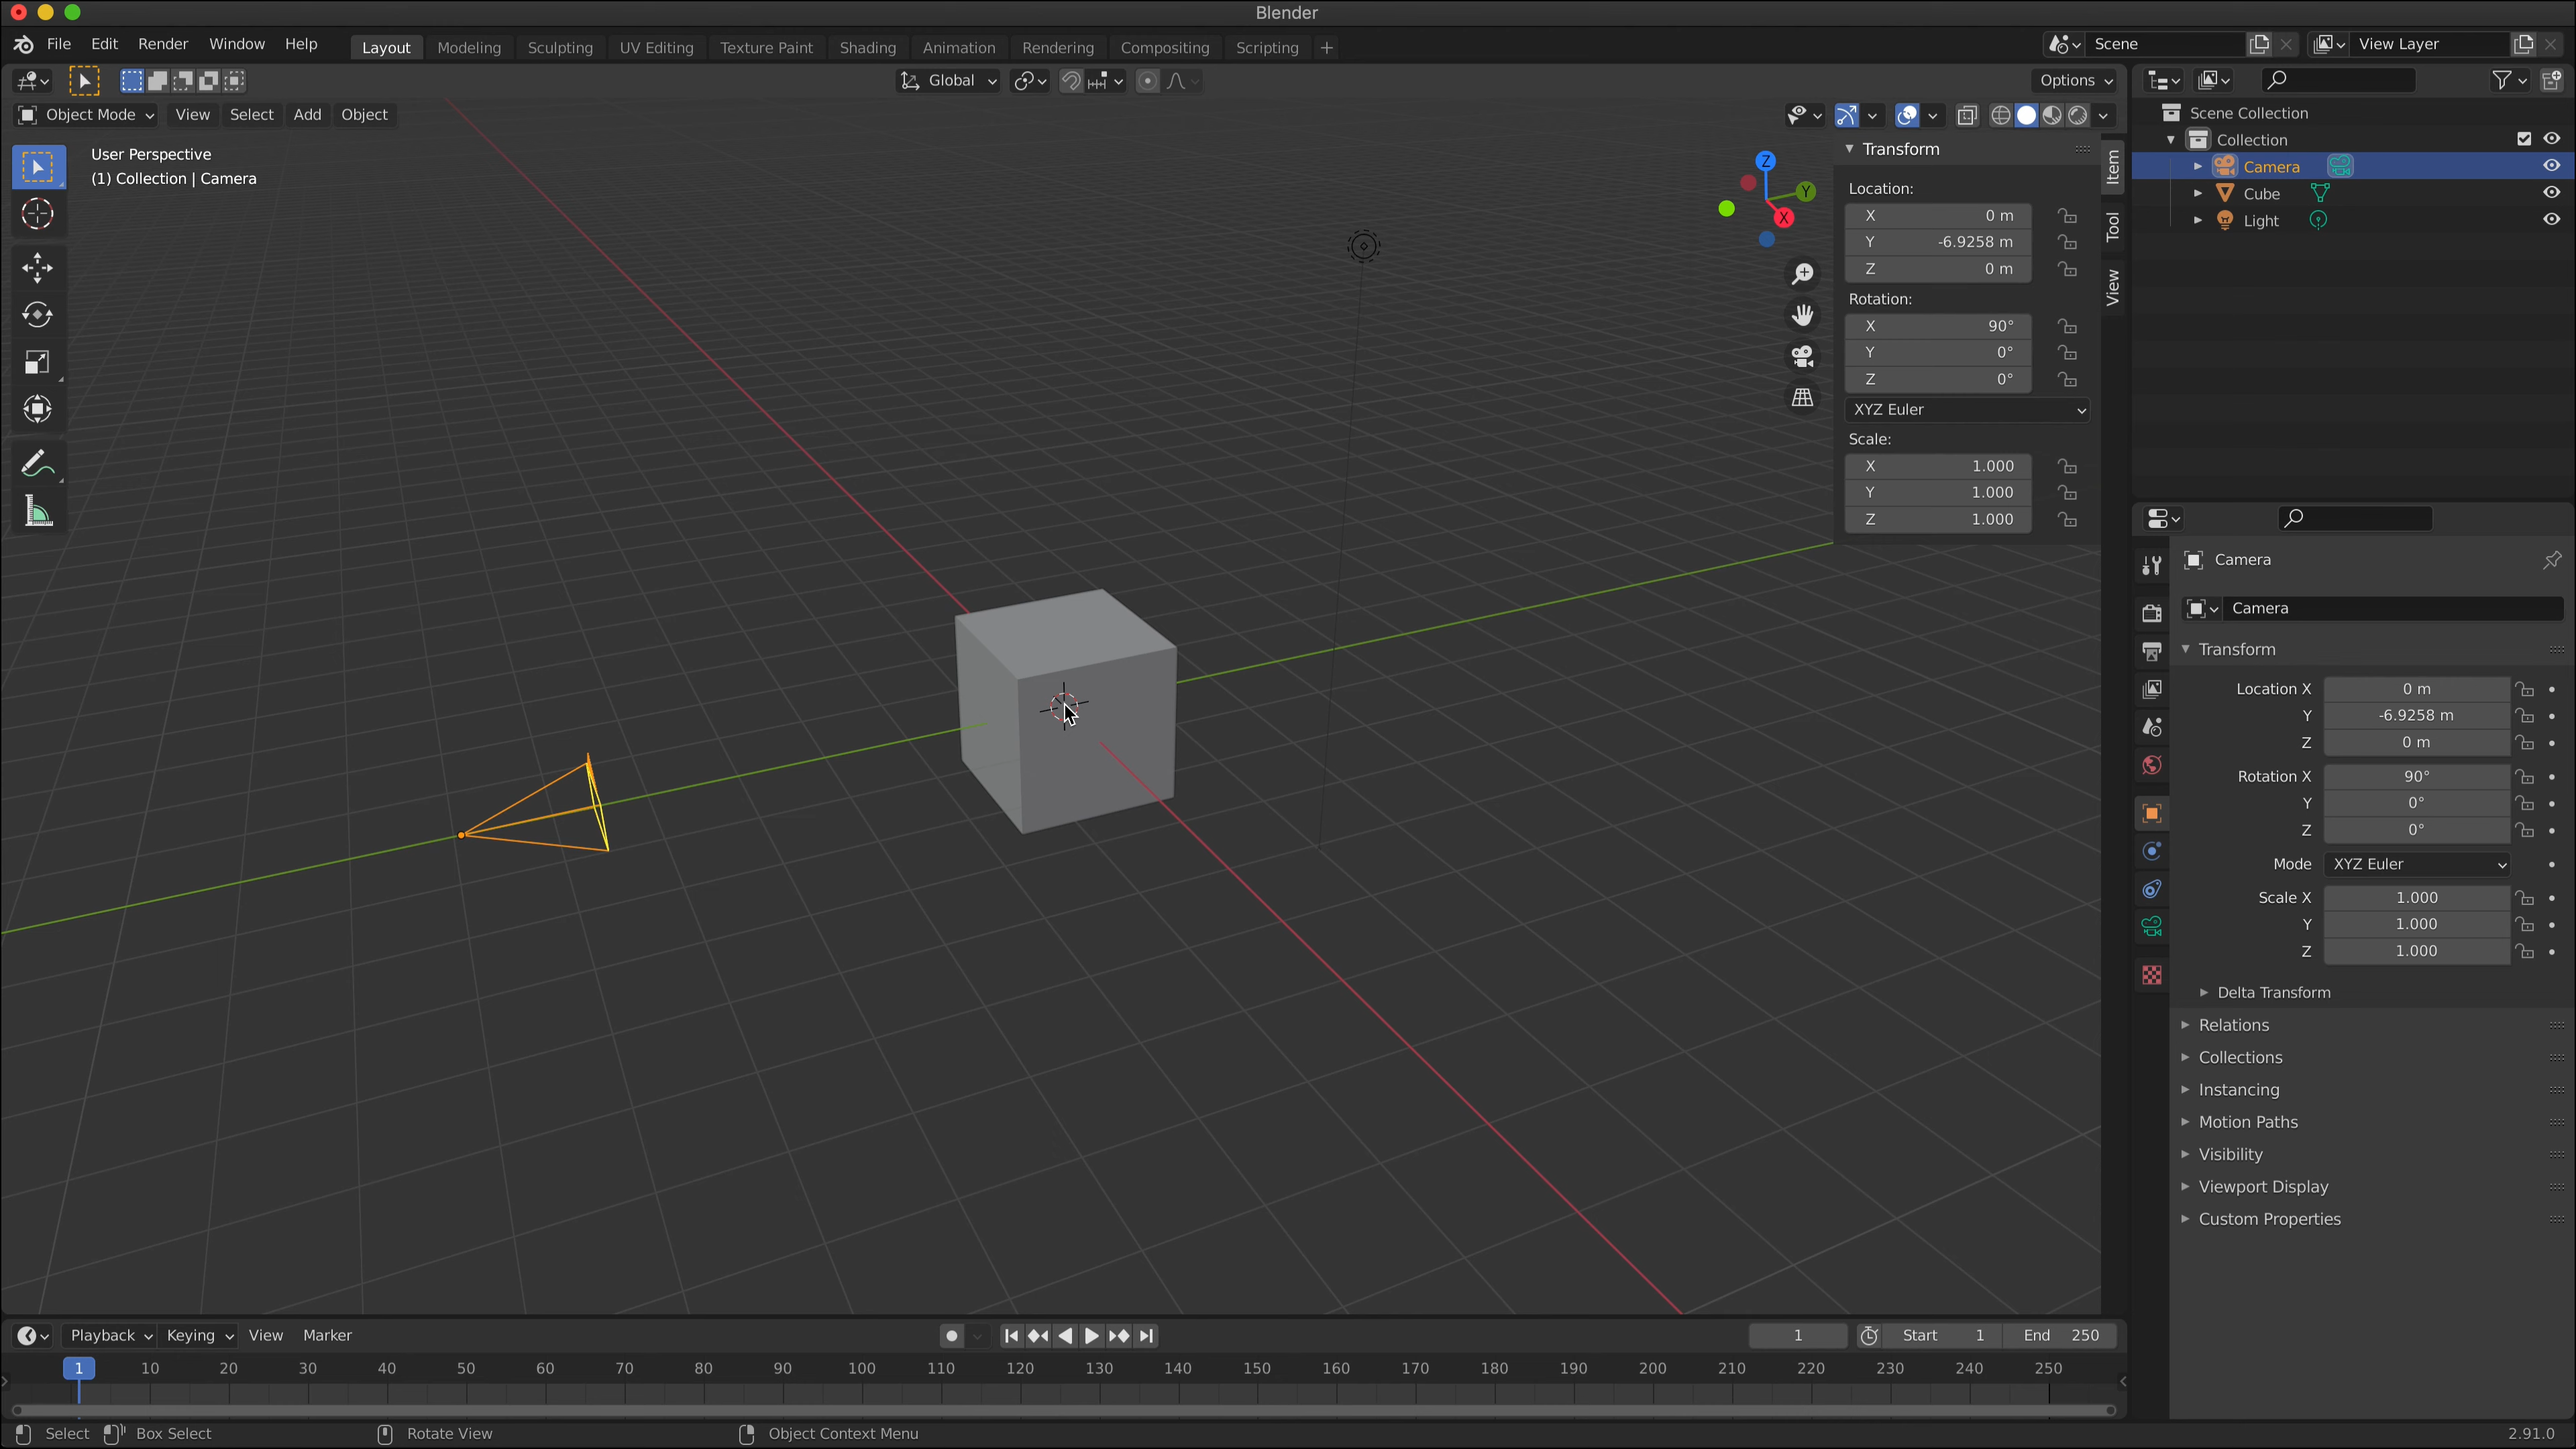 Blender
File Edit Render Window Help Layout Modeling Sculpting UV Editing Texture Paint Shading Animation Rendering Compositing Scripting + Scene View Layer
Global Options
Object Mode View Select Add Object
User Perspective
(1) Collection | Camera
Z
Y
X
Transform
Location:
X 0 m
Y -6.9258 m
Z 0 m
Rotation:
X 90°
Y 0°
Z 0°
XYZ Euler
Scale:
X 1.000
Y 1.000
Z 1.000
Item
Tool
View
Scene Collection
Collection
Camera
Cube
Light
Camera
Camera
Transform
Location X 0 m
Y -6.9258 m
Z 0 m
Rotation X 90°
Y 0°
Z 0°
Mode XYZ Euler
Scale X 1.000
Y 1.000
Z 1.000
Delta Transform
Relations
Collections
Instancing
Motion Paths
Visibility
Viewport Display
Custom Properties
Playback Keying View Marker 1 Start 1 End 250
1 10 20 30 40 50 60 70 80 90 100 110 120 130 140 150 160 170 180 190 200 210 220 230 240 250
Select Box Select Rotate View Object Context Menu 2.91.0